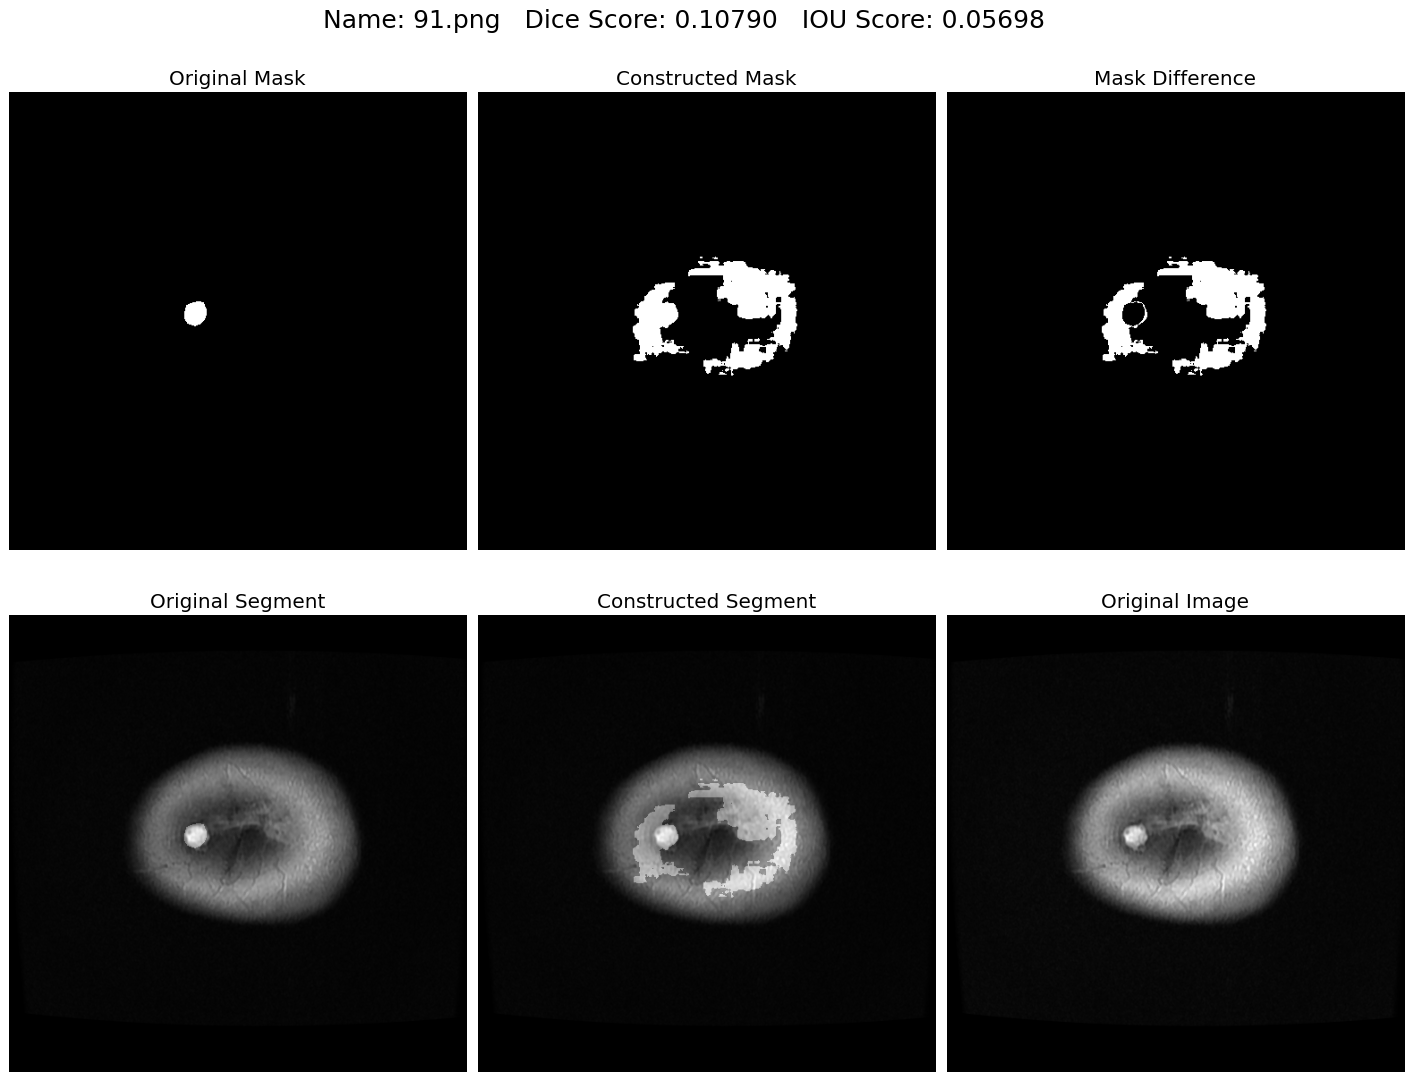 Name: 91.png   Dice Score: 0.10790   IOU Score: 0.05698
Original Mask
Constructed Mask
Mask Difference
Original Segment
Constructed Segment
Original Image